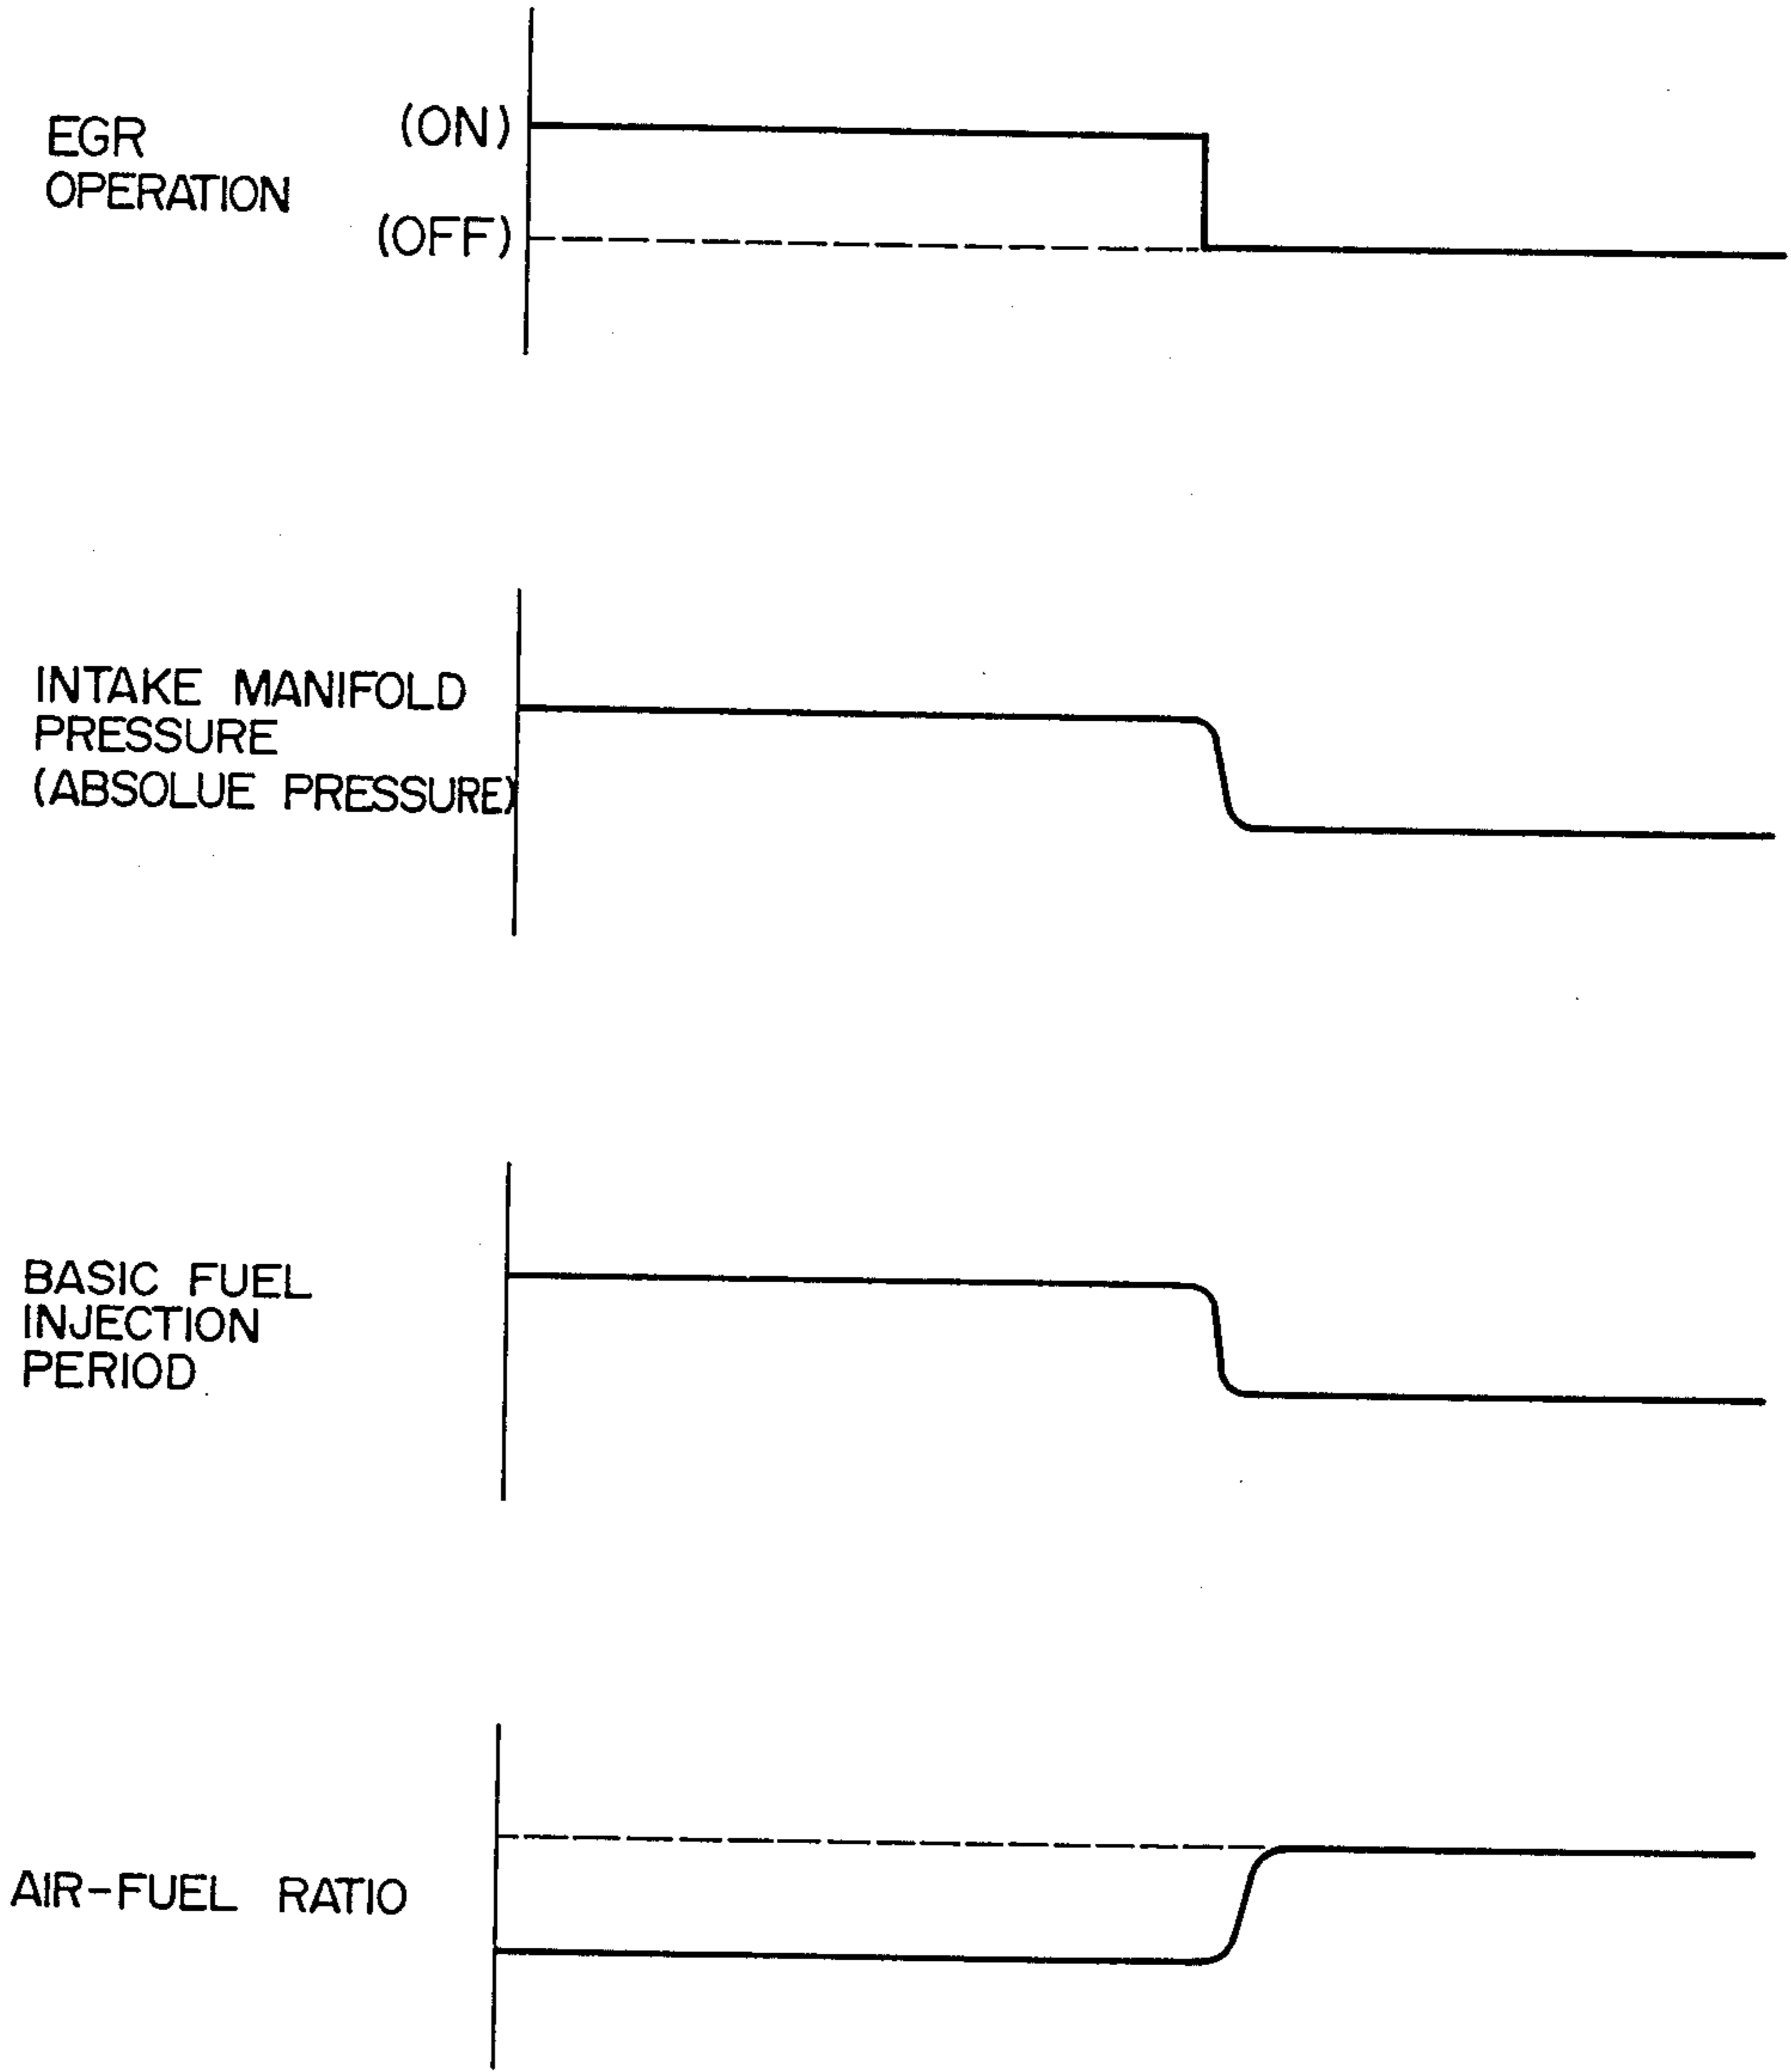 EGR
OPERATION
(ON)
(OFF)
INTAKE MANIFOLD
PRESSURE
(ABSOLUE PRESSURE)
BASIC FUEL
INJECTION
PERIOD
AIR-FUEL RATIO